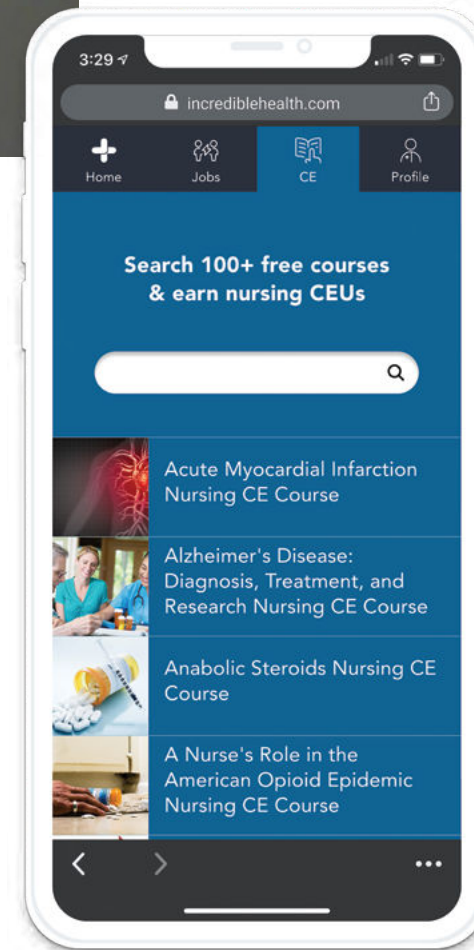 3:29
incrediblehealth.com
Home Jobs CE Profile
Search 100+ free courses
& earn nursing CEUs
Acute Myocardial Infarction
Nursing CE Course
Alzheimer's Disease:
Diagnosis, Treatment, and
Research Nursing CE Course
Anabolic Steroids Nursing CE
Course
A Nurse's Role in the
American Opioid Epidemic
Nursing CE Course